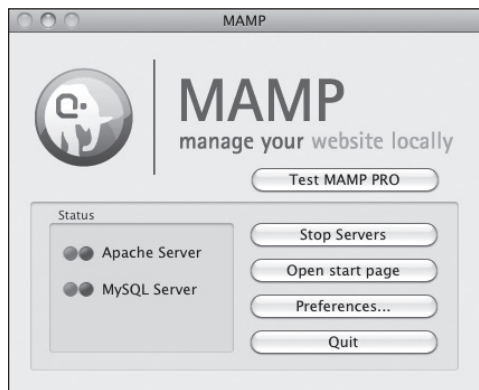 MAMP
MAMP
manage your website locally
Test MAMP PRO
Status
Apache Server
MySQL Server
Stop Servers
Open start page
Preferences...
Quit